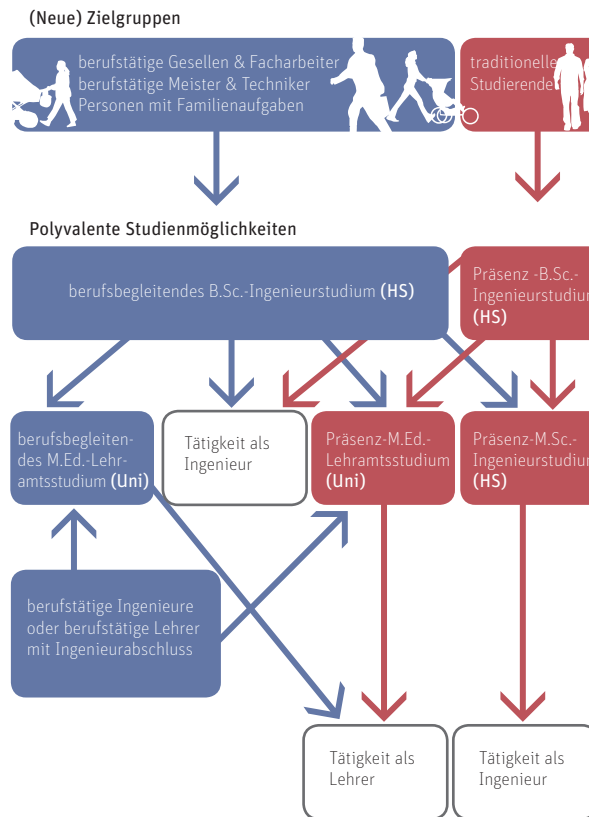 (Neue) Zielgruppen
berufstätige Gesellen & Facharbeiter
berufstätige Meister & Techniker
Personen mit Familienaufgaben
traditionelle
Studierende
Polyvalente Studienmöglichkeiten
berufsbegleitendes B.Sc.-Ingenieurstudium (HS)
Präsenz -B.Sc.-
Ingenieurstudium
(HS)
berufsbegleiten-
des M.Ed.-Lehr-
amtsstudium (Uni)
Tätigkeit als
Ingenieur
Präsenz-M.Ed.-
Lehramtsstudium
(Uni)
Präsenz-M.Sc.-
Ingenieurstudium
(HS)
berufstätige Ingenieure
oder berufstätige Lehrer
mit Ingenieurabschluss
Tätigkeit als
Lehrer
Tätigkeit als
Ingenieur